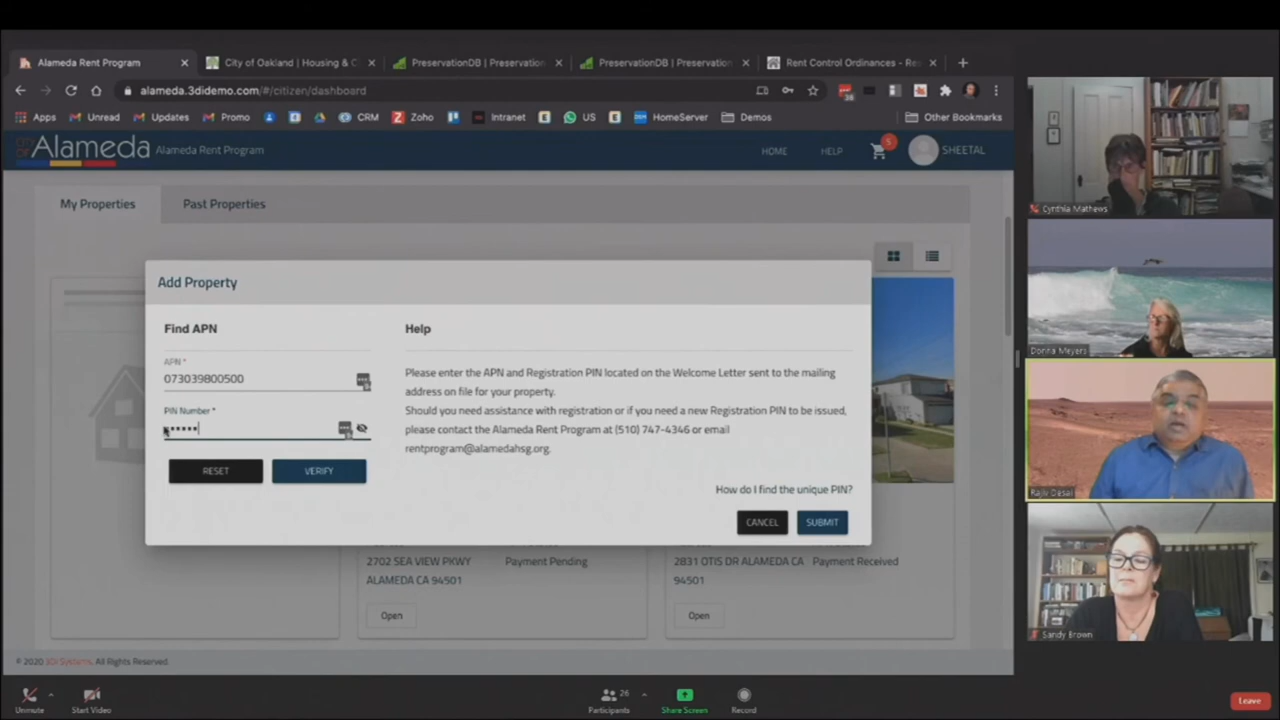 Alameda Rent Program
City of Oakland | Housing & C
PreservationDB | Preservation
PreservationDB | Preservation
Rent Control Ordinances - Re
alameda.3didemo.com/#/citizen/dashboard
Apps
Unread
Updates
Promo
CRM
Zoho
Intranet
US
HomeServer
Demos
Other Bookmarks
Alameda
Alameda Rent Program
HOME
HELP
5
SHEETAL
My Properties
Past Properties
Add Property
Find APN
APN *
073039800500
PIN Number *
RESET
VERIFY
Help
Please enter the APN and Registration PIN located on the Welcome Letter sent to the mailing
address on file for your property.
Should you need assistance with registration or if you need a new Registration PIN to be issued,
please contact the Alameda Rent Program at (510) 747-4346 or email
rentprogram@alamedahsg.org.
How do I find the unique PIN?
CANCEL
SUBMIT
2702 SEA VIEW PKWY
ALAMEDA CA 94501
Payment Pending
Open
2831 OTIS DR ALAMEDA CA
94501
Payment Received
Open
© 2020 3Di Systems. All Rights Reserved.
Cynthia Mathews
Donna Meyers
Rajiv Desai
Sandy Brown
Unmute
Start Video
26
Participants
Share Screen
Record
Leave